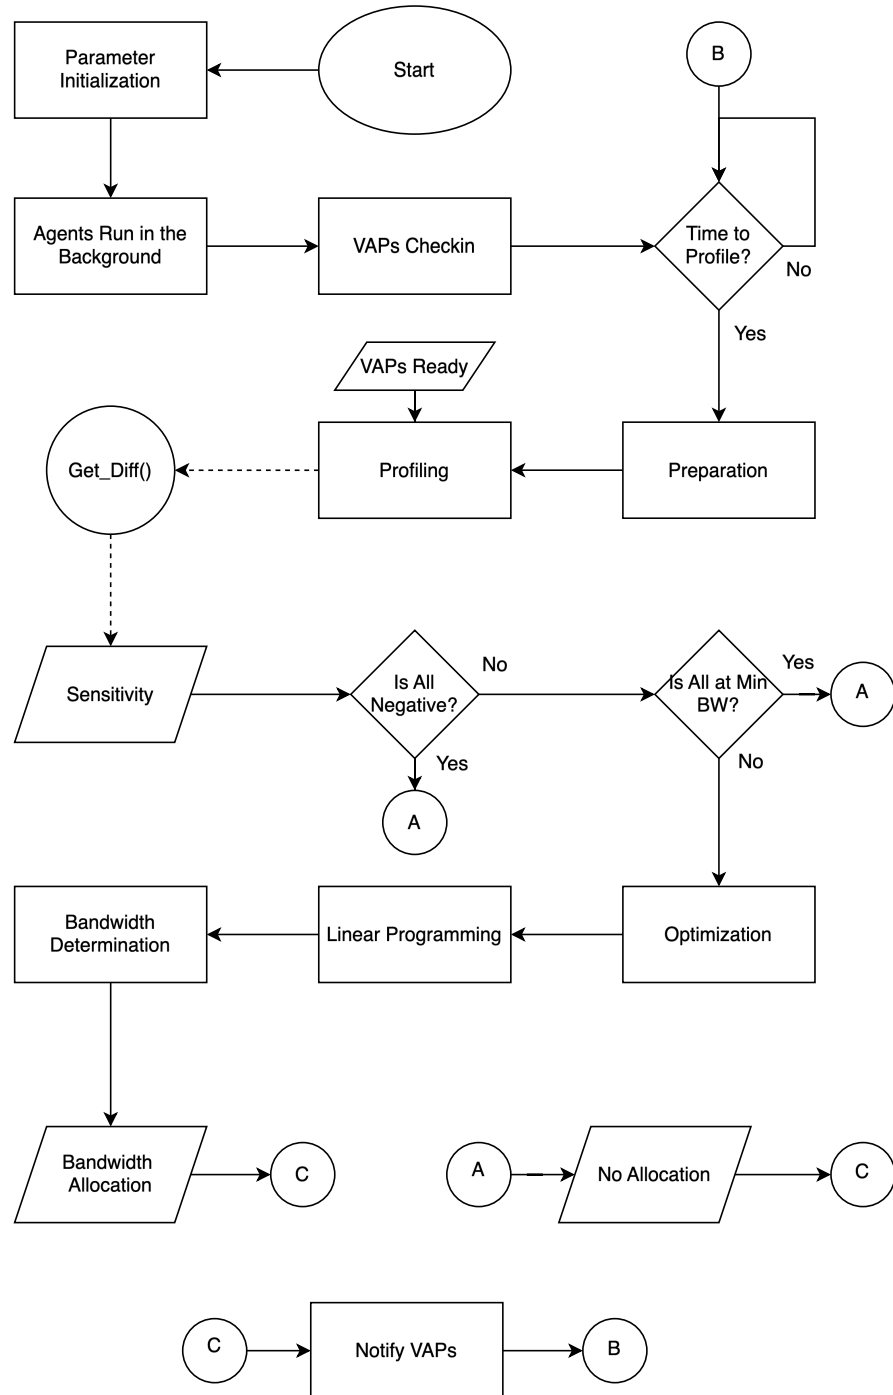 Parameter
Initialization
Start
B
Agents Run in the
Background
VAPs Checkin
Time to
Profile?
No
Yes
VAPs Ready
Get_Diff()
Profiling
Preparation
Sensitivity
Is All
Negative?
No
Yes
A
Is All at Min
BW?
Yes
A
No
Bandwidth
Determination
Linear Programming
Optimization
Bandwidth
Allocation
C
A
No Allocation
C
C
Notify VAPs
B